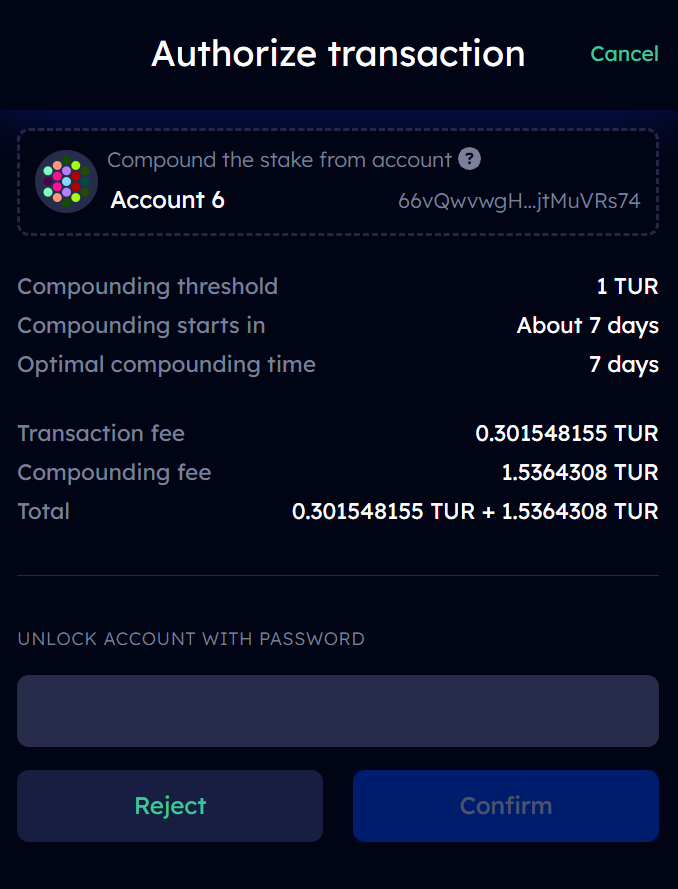 Authorize transaction
Cancel
Compound the stake from account ?
Account 6
66vQwvwgH...jtMuVRs74
Compounding threshold 1 TUR
Compounding starts in About 7 days
Optimal compounding time 7 days
Transaction fee 0.301548155 TUR
Compounding fee 1.5364308 TUR
Total 0.301548155 TUR + 1.5364308 TUR
UNLOCK ACCOUNT WITH PASSWORD
Reject
Confirm